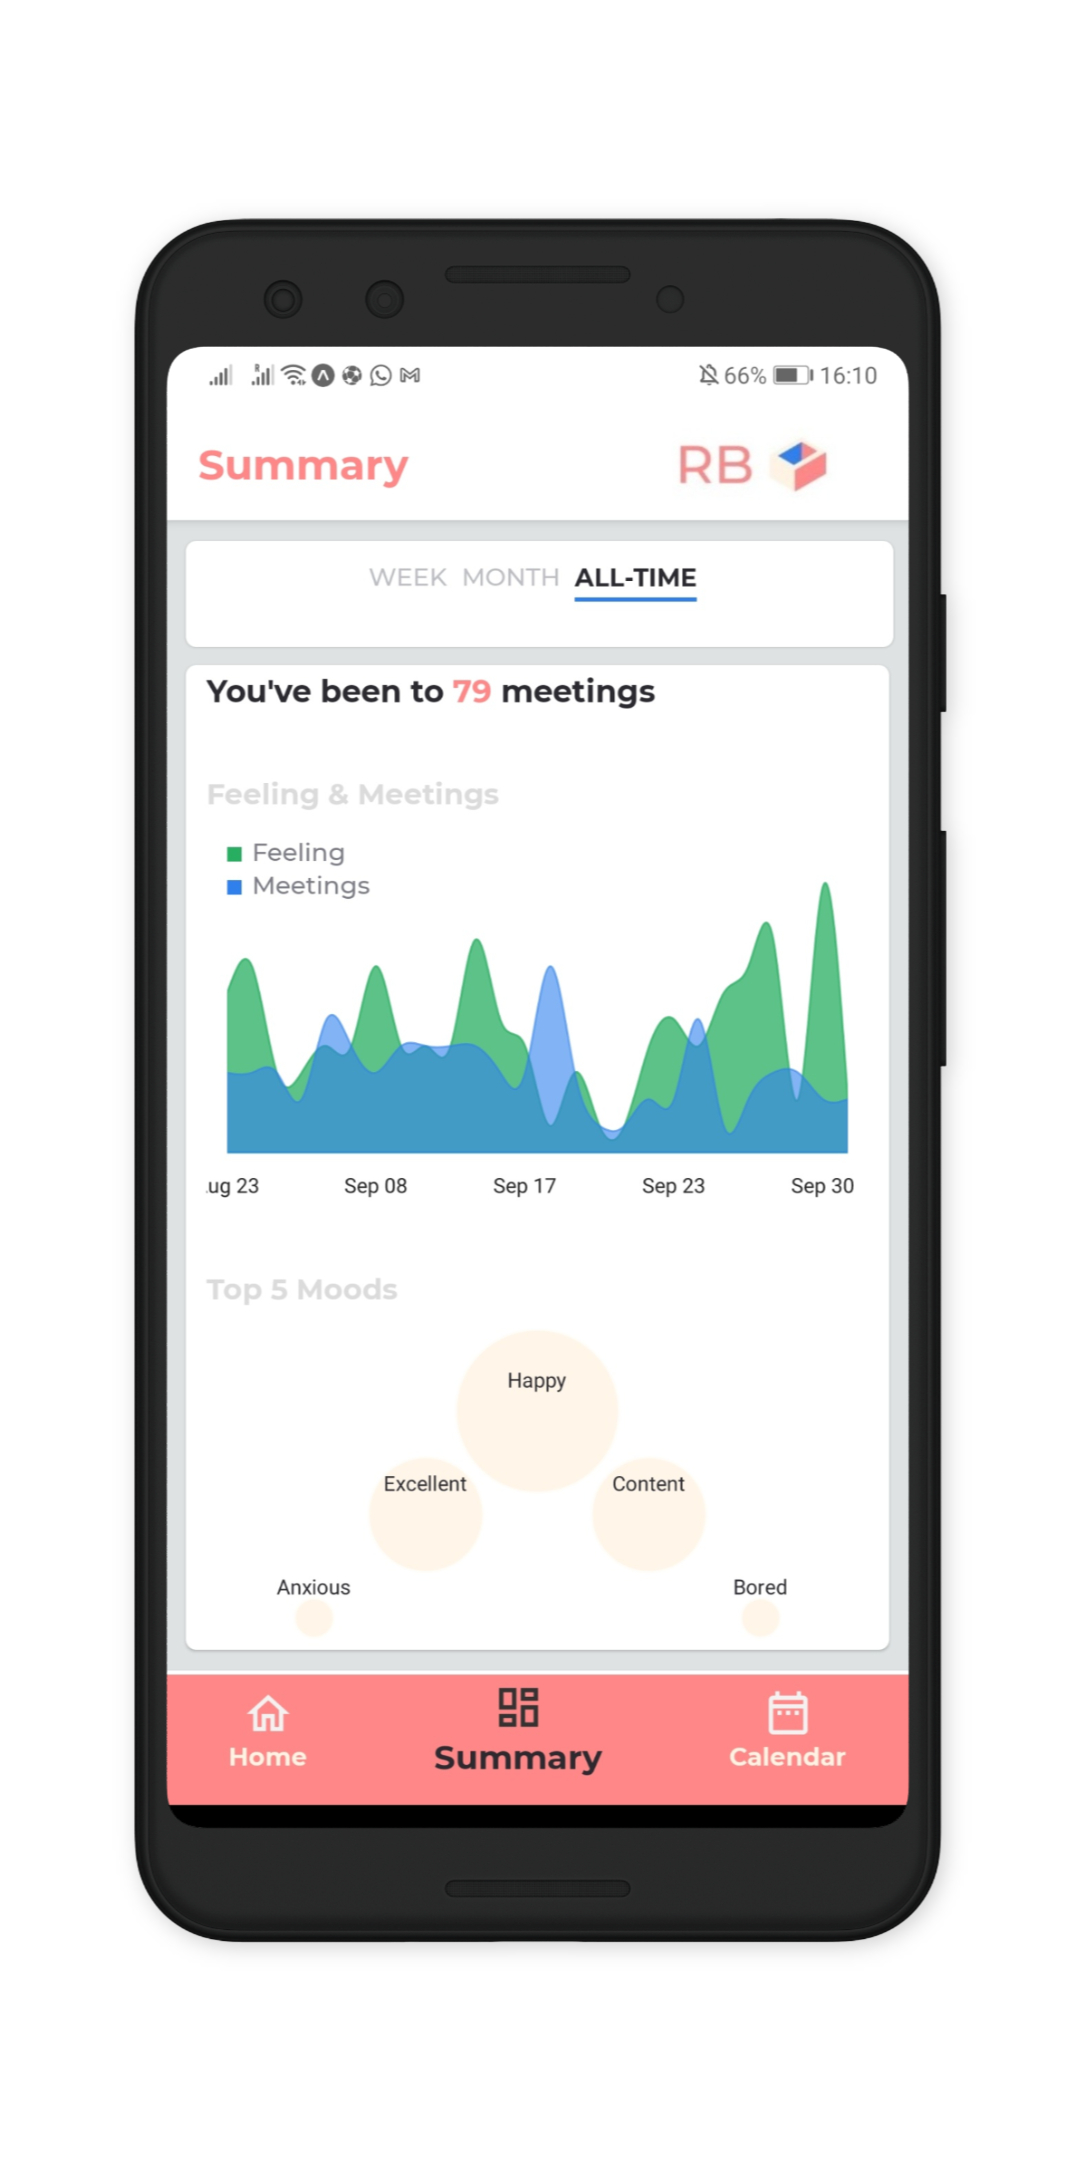 66% 16:10
Summary RB
WEEK MONTH ALL-TIME
You've been to 79 meetings
Feeling & Meetings
Feeling
Meetings
ug 23 Sep 08 Sep 17 Sep 23 Sep 30
Top 5 Moods
Happy
Excellent Content
Anxious Bored
Home Summary Calendar